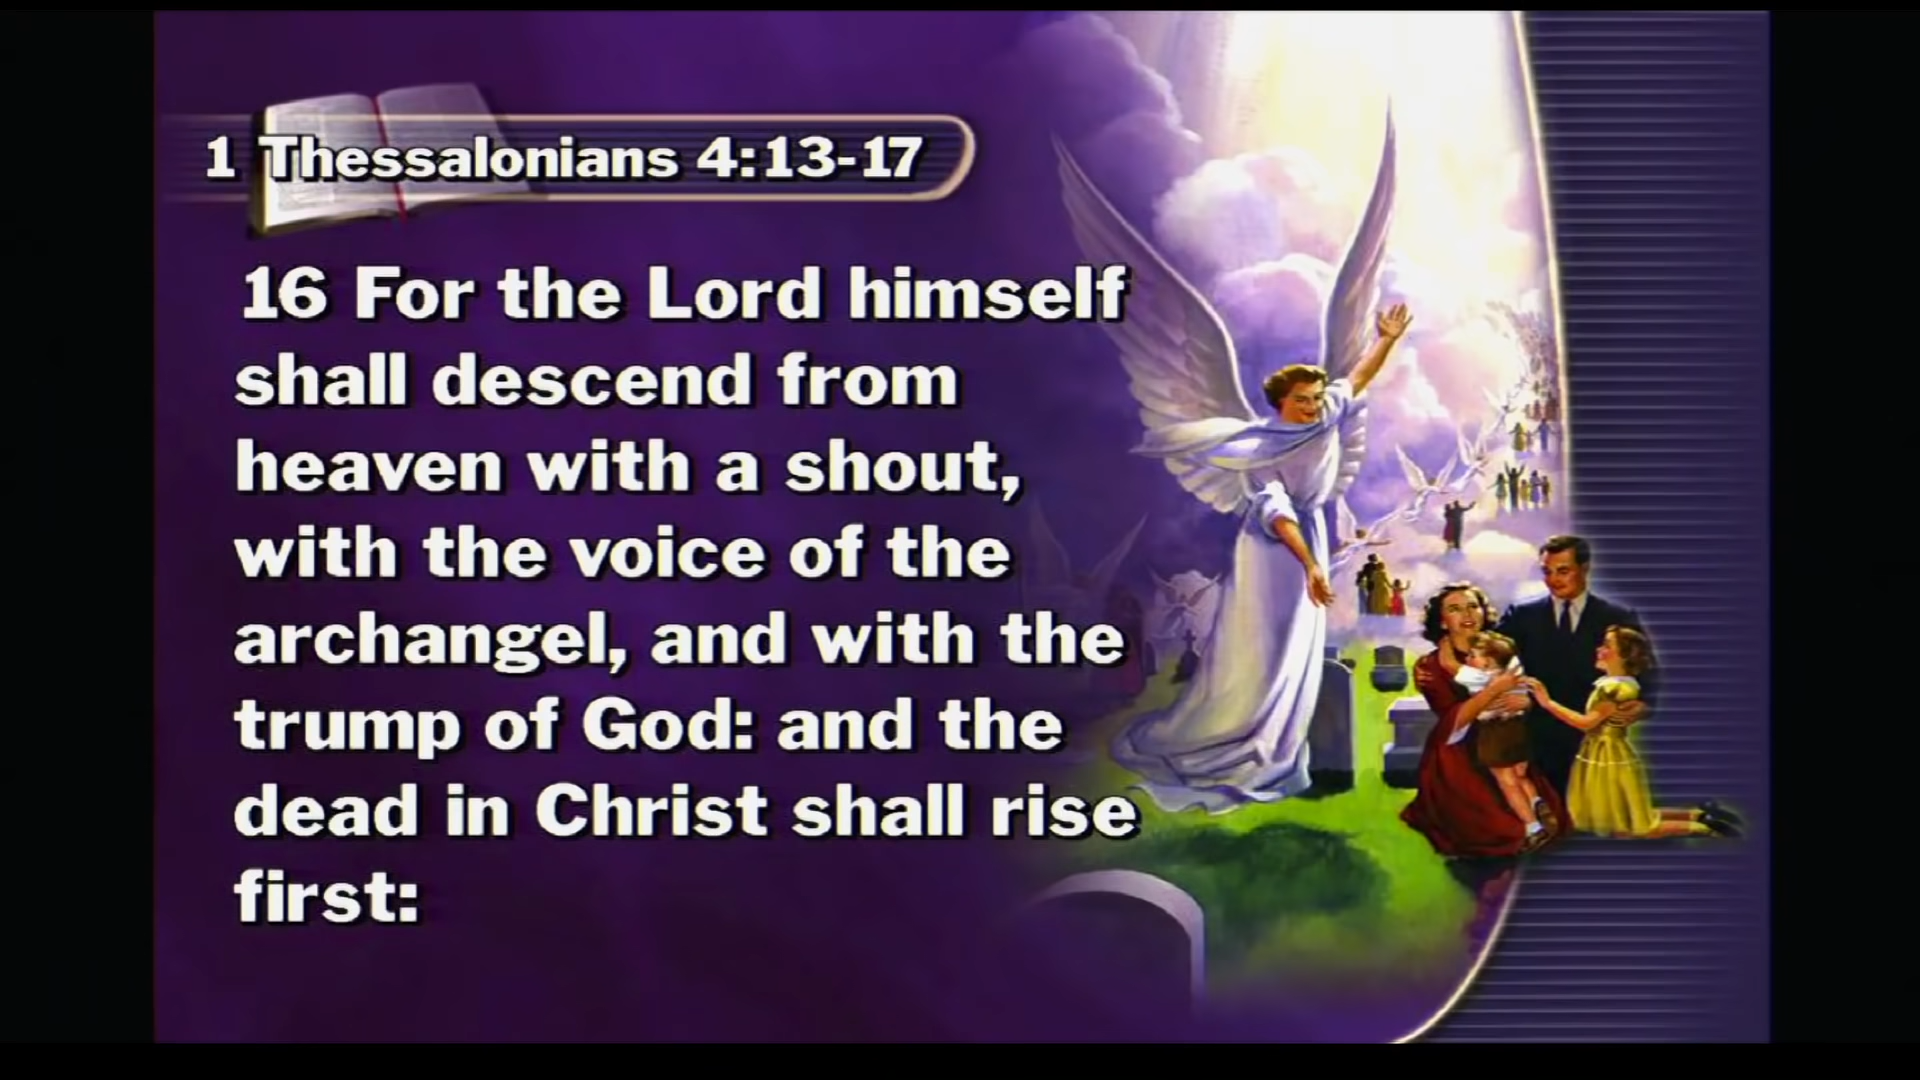 1 Thessalonians 4:13-17
16 For the Lord himself
shall descend from
heaven with a shout,
with the voice of the
archangel, and with the
trump of God: and the
dead in Christ shall rise
first: